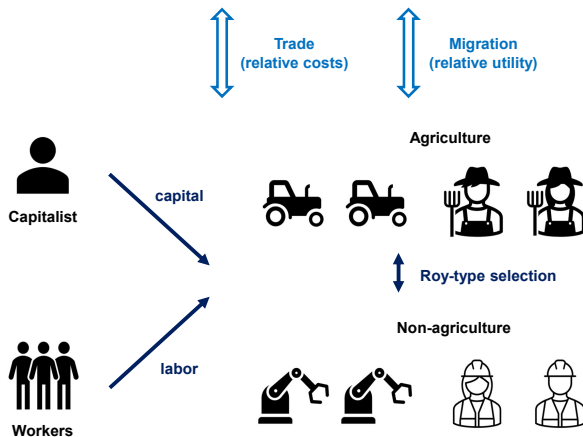 Trade
(relative costs)
Migration
(relative utility)
Agriculture
Capitalist
capital
Roy-type selection
Non-agriculture
labor
Workers